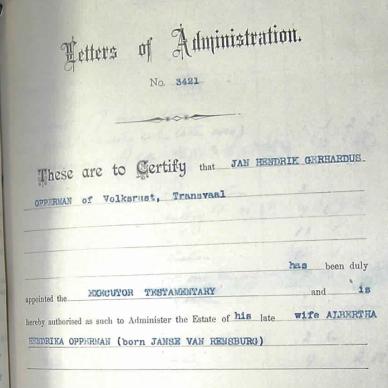 Letters of Administration.
No. 3421
These are to Certify that JAN HENDRIK GERHARDUS
OPPERMAN of Volksrust, Transvaal
has been duly
appointed the EXECUTOR TESTAMENTARY and is
hereby authorised as such to Administer the Estate of his late wife ALBERTHA
HENDRIKA OPPERMAN (born JANSE VAN RENSBURG)